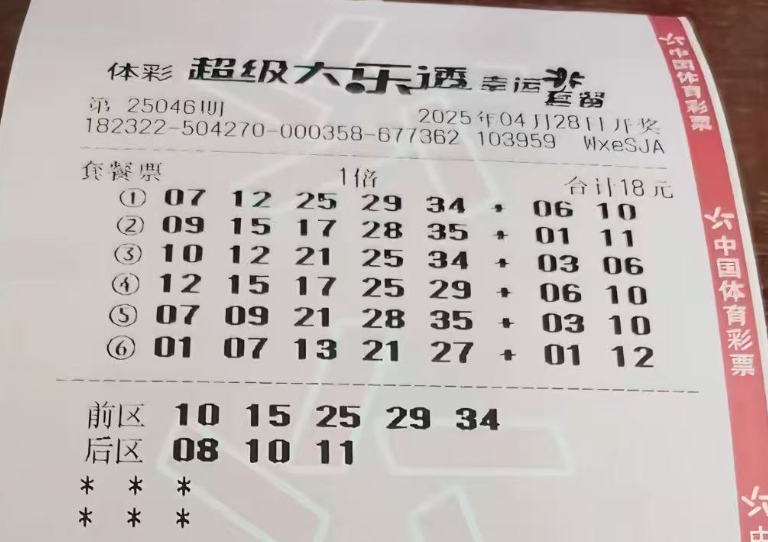 体彩 超级大乐透 幸运 套餐
第 25046期 2025年04月28日开奖
182322-504270-000358-677362 103959 WxeSJA
套餐票 1倍 合计18元
① 07 12 25 29 34 + 06 10
② 09 15 17 28 35 + 01 11
③ 10 12 21 25 34 + 03 06
④ 12 15 17 25 29 + 06 10
⑤ 07 09 21 28 35 + 03 10
⑥ 01 07 13 21 27 + 01 12
前区 10 15 25 29 34
后区 08 10 11
* * *
* * *
中国体育彩票
中国体育彩票
中